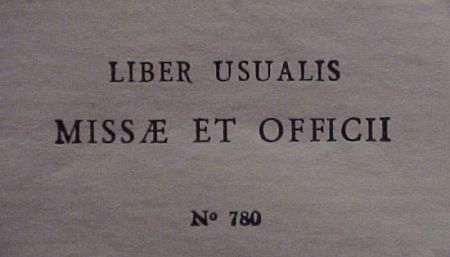 LIBER USUALIS
MISSÆ ET OFFICII
Nº 780